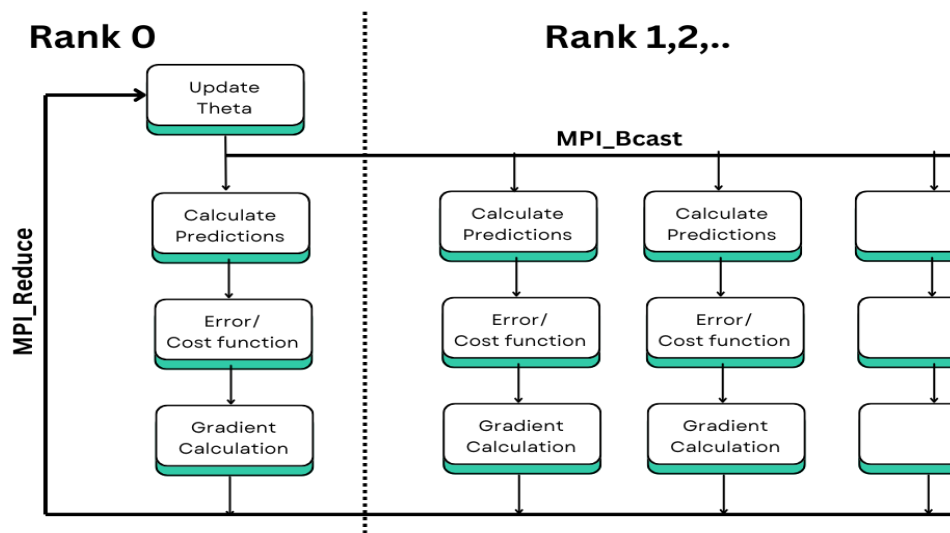 Rank 0
Rank 1,2,..
Update
Theta
MPI_Bcast
MPI_Reduce
Calculate
Predictions
Calculate
Predictions
Calculate
Predictions
Error/
Cost function
Error/
Cost function
Error/
Cost function
Gradient
Calculation
Gradient
Calculation
Gradient
Calculation